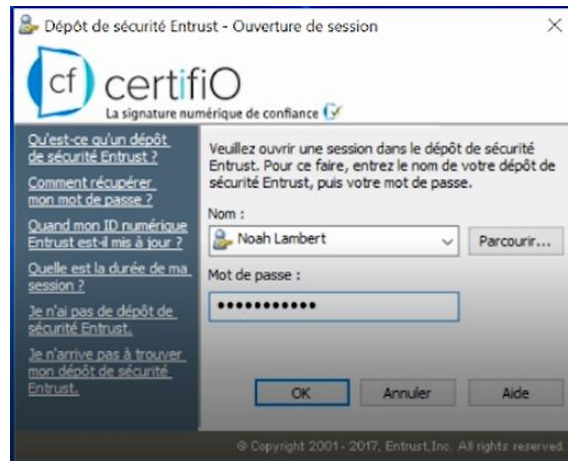 Dépôt de sécurité Entrust - Ouverture de session
cf certifiO
La signature numérique de confiance
Qu'est-ce qu'un dépôt
de sécurité Entrust ?
Comment récupérer
mon mot de passe ?
Quand mon ID numérique
Entrust est-il mis à jour ?
Quelle est la durée de ma
session ?
Je n'ai pas de dépôt de
sécurité Entrust.
Je n'arrive pas à trouver
mon dépôt de sécurité
Entrust.
Veuillez ouvrir une session dans le dépôt de sécurité
Entrust. Pour ce faire, entrez le nom de votre dépôt de
sécurité Entrust, puis votre mot de passe.
Nom :
Noah Lambert
Parcourir...
Mot de passe :
•••••••••••
OK Annuler Aide
© Copyright 2001 - 2017, Entrust, Inc. All rights reserved.